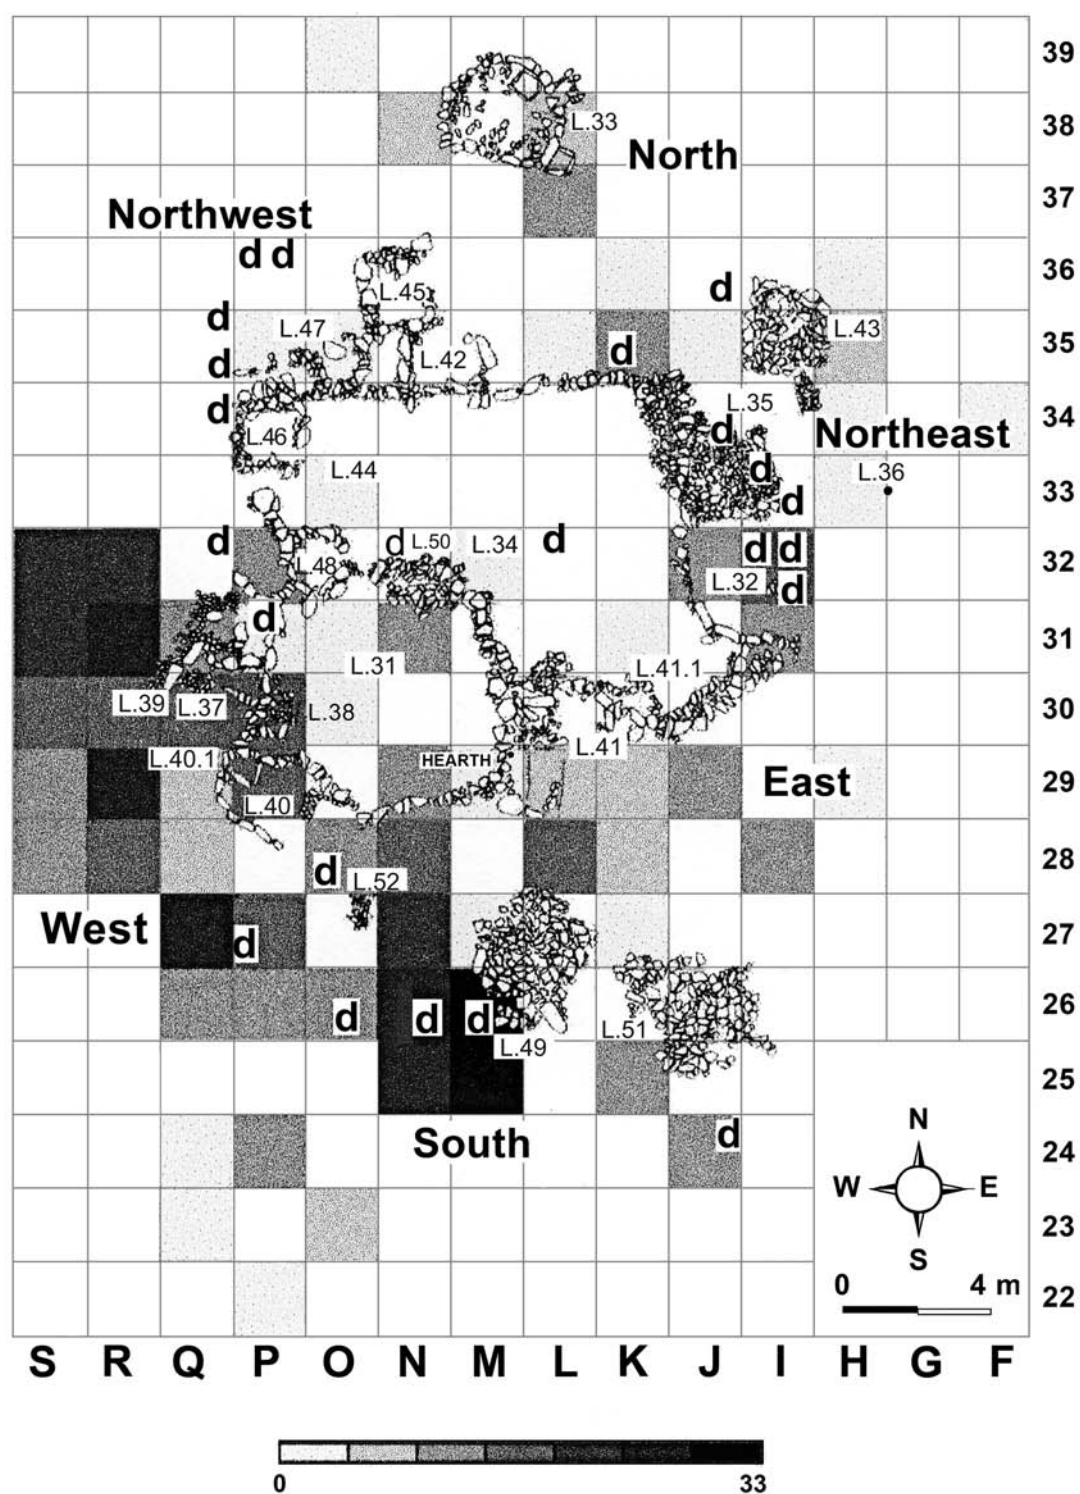 39
L.33
38
North
37
Northwest
d d
36
d
L.45
d
L.47
L.43
35
L.42
d
d
L.35
34
d
L.46
d
Northeast
L.44
d
L.36
33
d
d
d
L.50
L.34
d
d
d
32
L.48
L.32
d
d
31
L.31
L.41.1
L.39
L.37
L.38
30
L.41
L.40.1
HEARTH
East
29
L.40
28
d
L.52
West
d
27
26
d
d
d
L.51
L.49
25
South
d
24
N
W
E
23
S
0
4 m
22
S R Q P O N M L K J I H G F
0
33